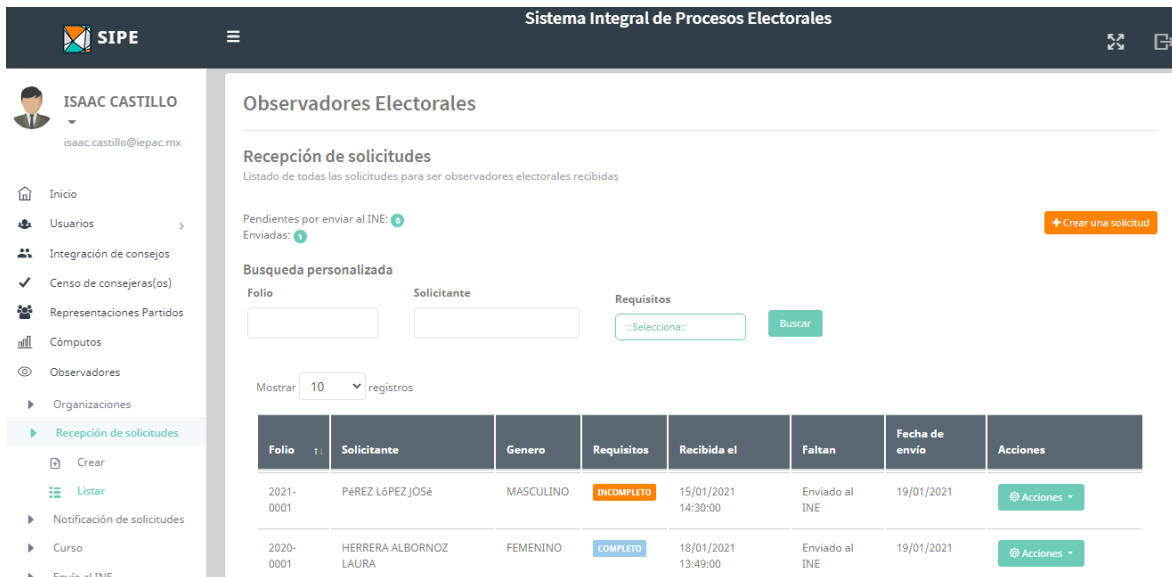 Sistema Integral de Procesos Electorales
SIPE
ISAAC CASTILLO
isaac.castillo@iepac.mx
Inicio
Usuarios
Integración de consejos
Censo de consejeras(os)
Representaciones Partidos
Cómputos
Observadores
Organizaciones
Recepción de solicitudes
Crear
Listar
Notificación de solicitudes
Curso
Envío al INE
Observadores Electorales
Recepción de solicitudes
Listado de todas las solicitudes para ser observadores electorales recibidas
Pendientes por enviar al INE: 0
Enviadas: 1
+ Crear una solicitud
Busqueda personalizada
Folio Solicitante Requisitos
::Selecciona:: Buscar
Mostrar 10 registros
Folio Solicitante Genero Requisitos Recibida el Faltan Fecha de
envío Acciones
2021- PéREZ LóPEZ JOSé MASCULINO INCOMPLETO 15/01/2021 Enviado al 19/01/2021 Acciones
0001 14:30:00 INE
2020- HERRERA ALBORNOZ FEMENINO COMPLETO 18/01/2021 Enviado al 19/01/2021 Acciones
0001 LAURA 13:49:00 INE